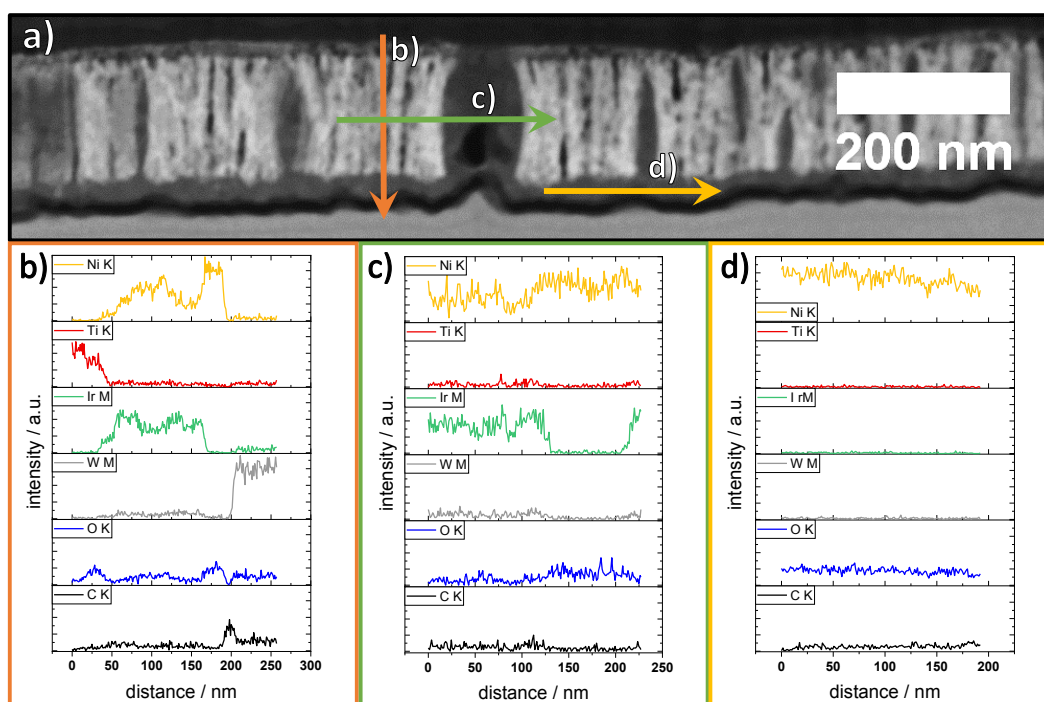 a)
b)
c)
d)
200 nm
b)
Ni K
Ti K
Ir M
W M
O K
C K
intensity / a.u.
0 50 100 150 200 250 300
distance / nm
c)
Ni K
Ti K
Ir M
W M
O K
C K
intensity / a.u.
0 50 100 150 200 250
distance / nm
d)
Ni K
Ti K
I rM
W M
O K
C K
intensity / a.u.
0 50 100 150 200
distance / nm